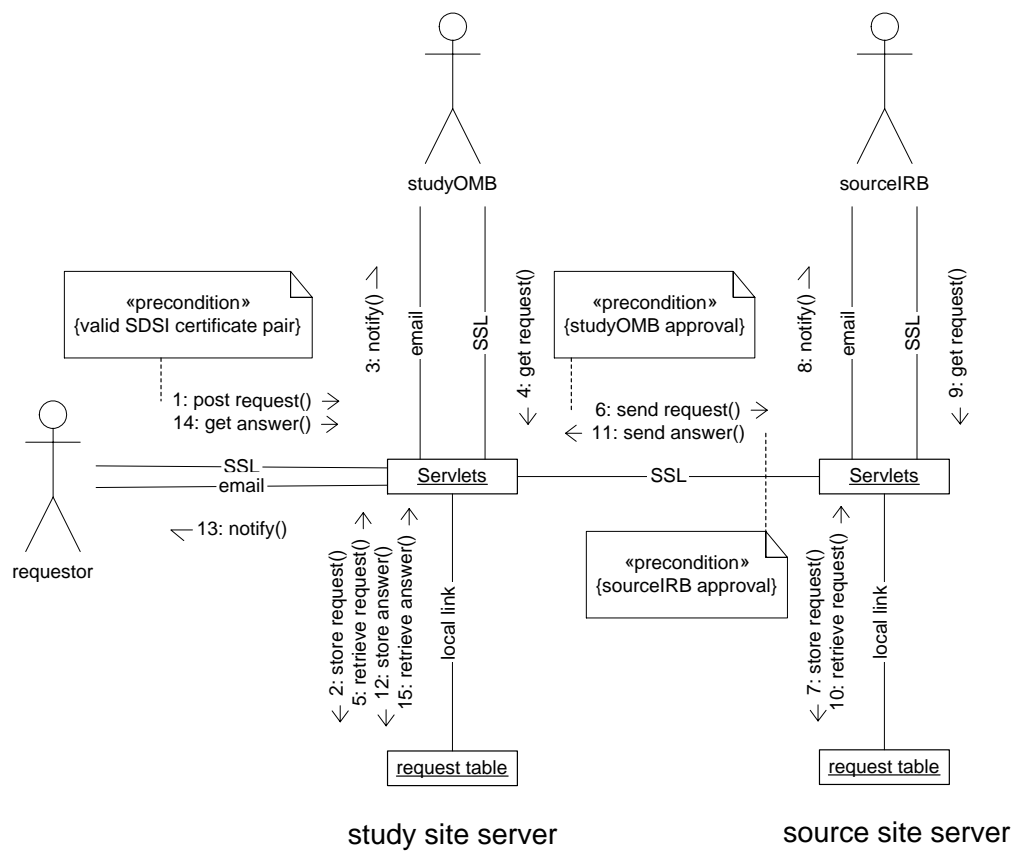 studyOMB
sourceIRB
«precondition»
{valid SDSI certificate pair}
3: notify()
email
SSL
4: get request()
«precondition»
{studyOMB approval}
8: notify()
email
SSL
9: get request()
1: post request()
14: get answer()
6: send request()
11: send answer()
SSL
email
Servlets
SSL
Servlets
13: notify()
requestor
2: store request()
5: retrieve request()
12: store answer()
15: retrieve answer()
local link
«precondition»
{sourceIRB approval}
7: store request()
10: retrieve request()
local link
request table
request table
study site server
source site server